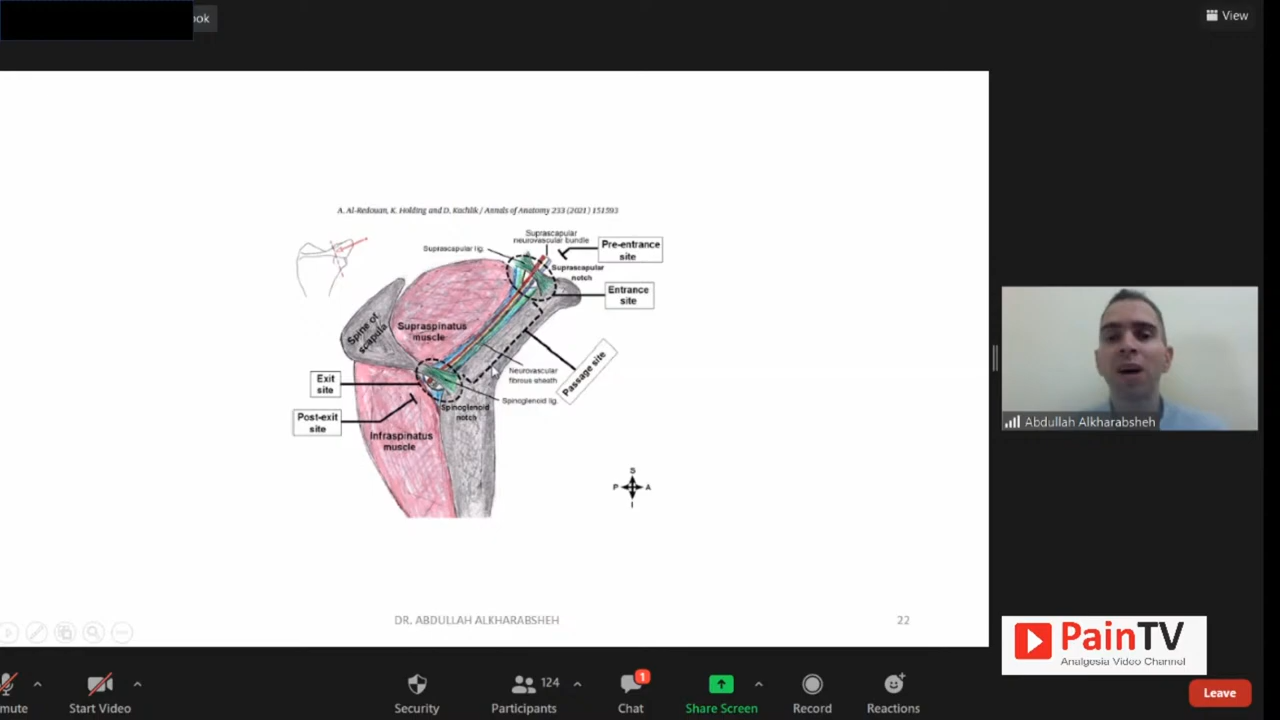 ook
View
A. Al-Redouan, K. Holding and D. Kachlik / Annals of Anatomy 233 (2021) 151593
Suprascapular
neurovascular bundle
Suprascapular lig.
Pre-entrance
site
Suprascapular
notch
Entrance
site
Spine of
scapula
Supraspinatus
muscle
Passage site
Neurovascular
fibrous sheath
Exit
site
Spinoglenoid lig.
Spinoglenoid
notch
Post-exit
site
Infraspinatus
muscle
S
P A
I
Abdullah Alkharabsheh
DR. ABDULLAH ALKHARABSHEH
22
PainTV
Analgesia Video Channel
mute
Start Video
Security
124
Participants
1
Chat
Share Screen
Record
Reactions
Leave